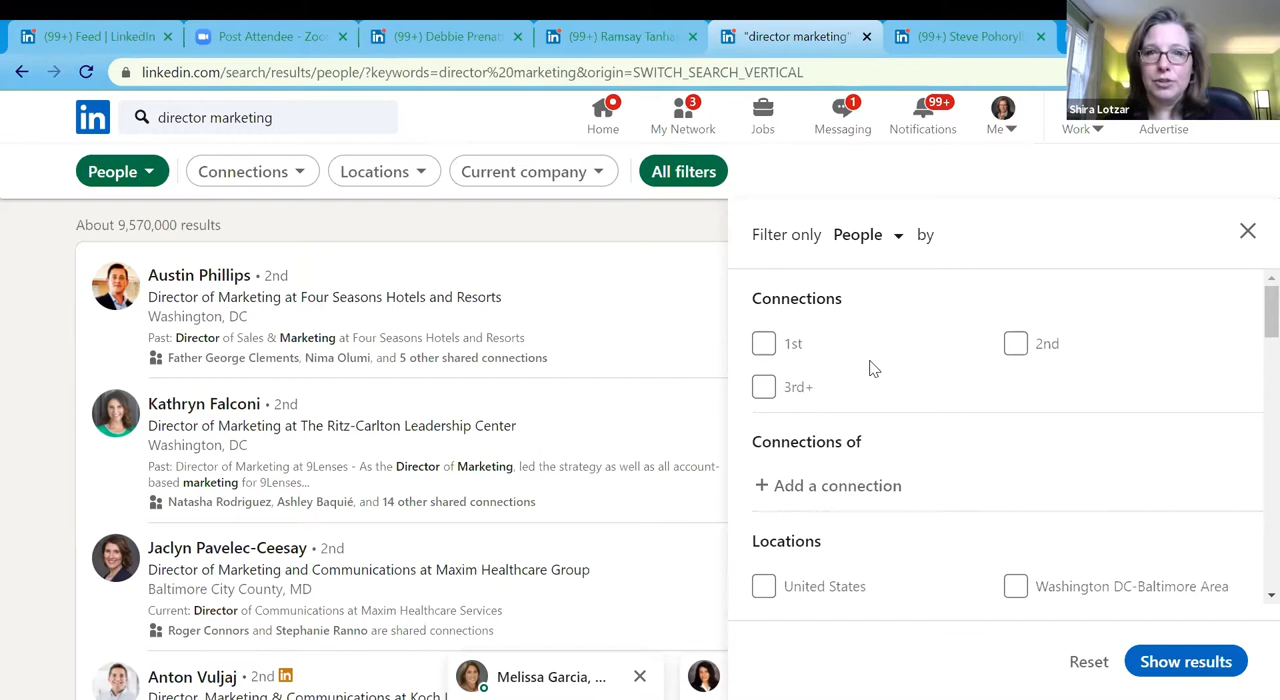 (99+) Feed | LinkedIn
Post Attendee - Zoo
(99+) Debbie Prenat
(99+) Ramsay Tanha
"director marketing"
(99+) Steve Pohoryl
linkedin.com/search/results/people/?keywords=director%20marketing&origin=SWITCH_SEARCH_VERTICAL
Shira Lotzar
in
director marketing
Home
3
My Network
Jobs
1
Messaging
99+
Notifications
Me
Work
Advertise
People
Connections
Locations
Current company
All filters
About 9,570,000 results
Austin Phillips • 2nd
Director of Marketing at Four Seasons Hotels and Resorts
Washington, DC
Past: Director of Sales & Marketing at Four Seasons Hotels and Resorts
Father George Clements, Nima Olumi, and 5 other shared connections
Kathryn Falconi • 2nd
Director of Marketing at The Ritz-Carlton Leadership Center
Washington, DC
Past: Director of Marketing at 9Lenses - As the Director of Marketing, led the strategy as well as all account-
based marketing for 9Lenses...
Natasha Rodriguez, Ashley Baquié, and 14 other shared connections
Jaclyn Pavelec-Ceesay • 2nd
Director of Marketing and Communications at Maxim Healthcare Group
Baltimore City County, MD
Current: Director of Communications at Maxim Healthcare Services
Roger Connors and Stephanie Ranno are shared connections
Anton Vuljaj • 2nd in
Director, Marketing & Communications at Koch
Melissa Garcia, ...
Filter only People by
Connections
1st
2nd
3rd+
Connections of
+ Add a connection
Locations
United States
Washington DC-Baltimore Area
Reset
Show results